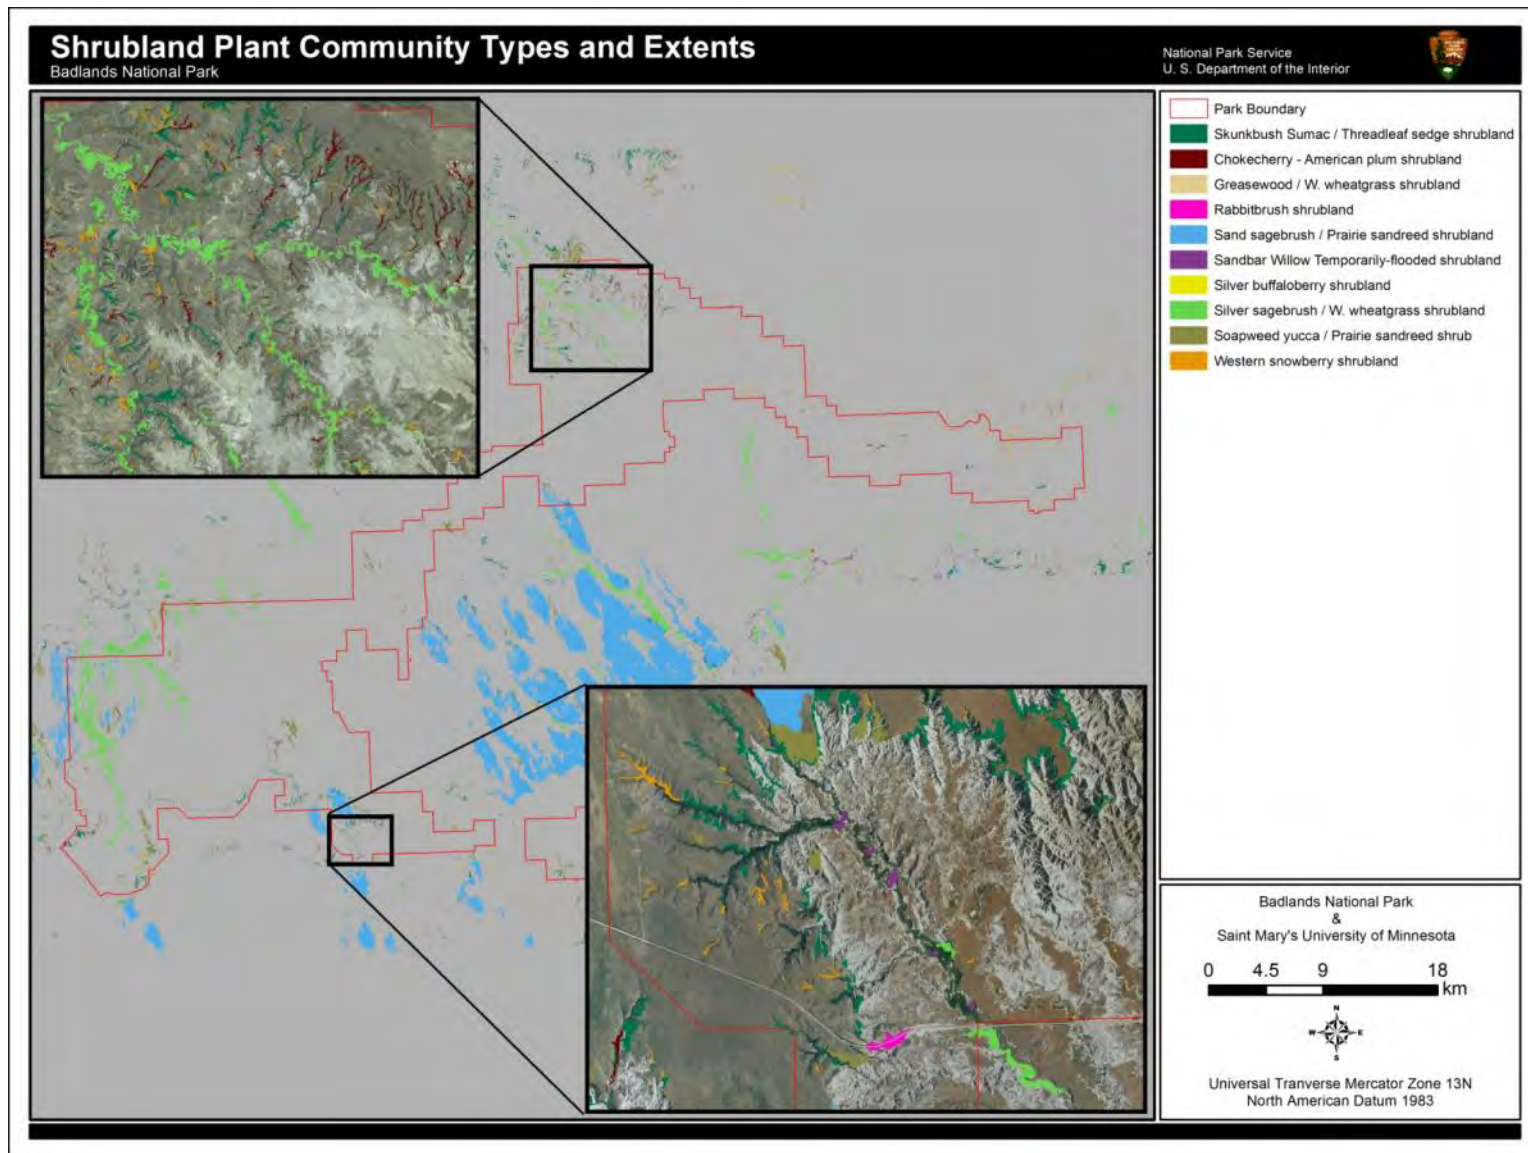 Shrubland Plant Community Types and Extents
Badlands National Park
National Park Service
U. S. Department of the Interior
Park Boundary
Skunkbush Sumac / Threadleaf sedge shrubland
Chokecherry - American plum shrubland
Greasewood / W. wheatgrass shrubland
Rabbitbrush shrubland
Sand sagebrush / Prairie sandreed shrubland
Sandbar Willow Temporarily-flooded shrubland
Silver buffaloberry shrubland
Silver sagebrush / W. wheatgrass shrubland
Soapweed yucca / Prairie sandreed shrub
Western snowberry shrubland
Badlands National Park
&
Saint Mary's University of Minnesota
0 4.5 9 18
km
N
W E
S
Universal Tranverse Mercator Zone 13N
North American Datum 1983